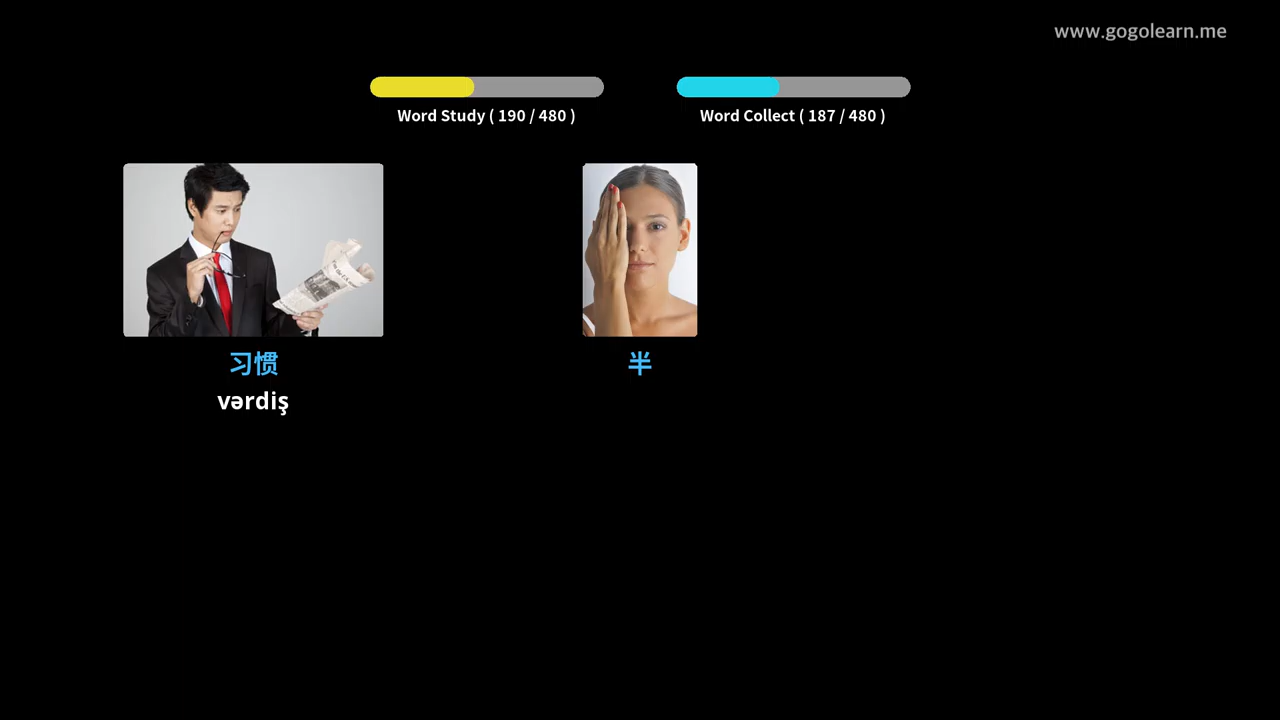 www.gogolearn.me
Word Study ( 190 / 480 )
Word Collect ( 187 / 480 )
习惯
vərdiş
半